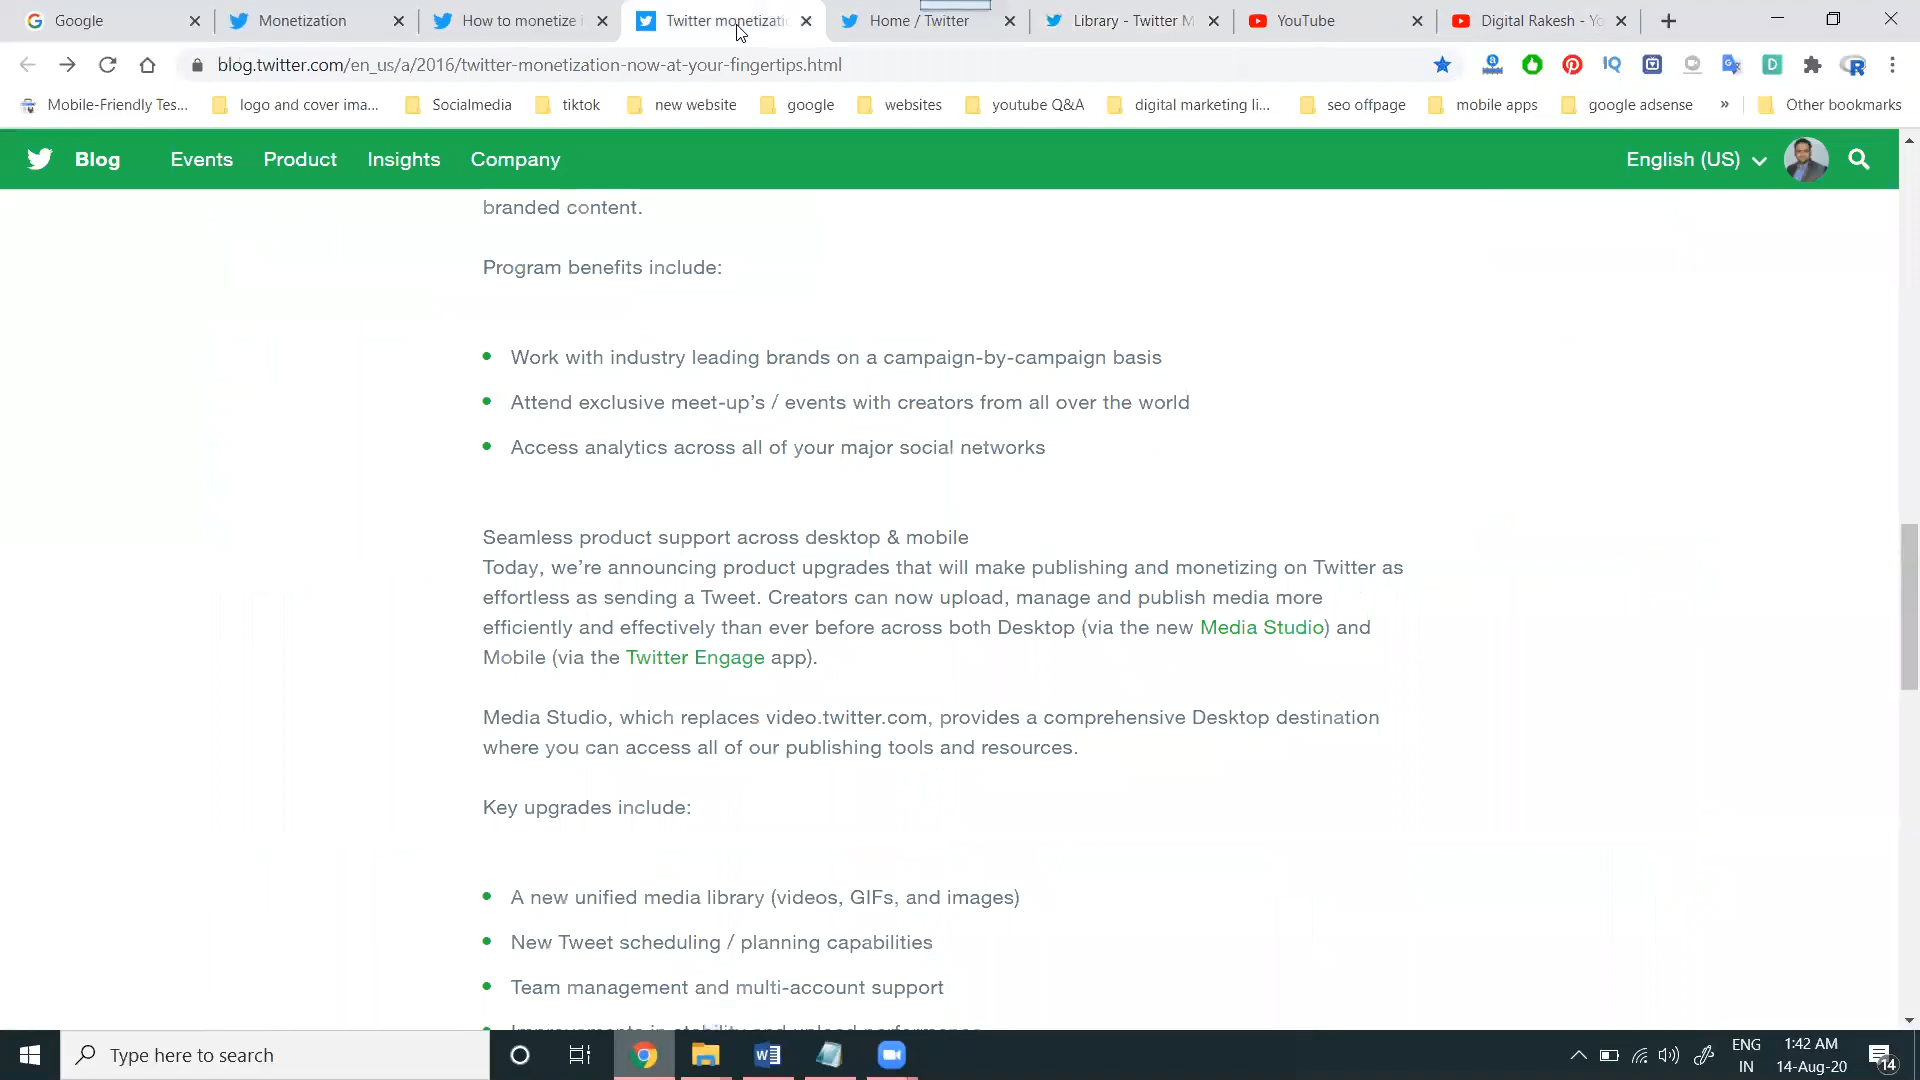 Google
Monetization
How to monetize
Twitter monetizati
Home / Twitter
Library - Twitter M
YouTube
Digital Rakesh - Yo
blog.twitter.com/en_us/a/2016/twitter-monetization-now-at-your-fingertips.html
Mobile-Friendly Tes...
logo and cover ima...
Socialmedia
tiktok
new website
google
websites
youtube Q&A
digital marketing li...
seo offpage
mobile apps
google adsense
»
Other bookmarks
Blog
Events
Product
Insights
Company
English (US)
branded content.
Program benefits include:
Work with industry leading brands on a campaign-by-campaign basis
Attend exclusive meet-up’s / events with creators from all over the world
Access analytics across all of your major social networks
Seamless product support across desktop & mobile
Today, we’re announcing product upgrades that will make publishing and monetizing on Twitter as
effortless as sending a Tweet. Creators can now upload, manage and publish media more
efficiently and effectively than ever before across both Desktop (via the new Media Studio) and
Mobile (via the Twitter Engage app).
Media Studio, which replaces video.twitter.com, provides a comprehensive Desktop destination
where you can access all of our publishing tools and resources.
Key upgrades include:
A new unified media library (videos, GIFs, and images)
New Tweet scheduling / planning capabilities
Team management and multi-account support
Improvements in stability and upload performance
Type here to search
ENG
IN
1:42 AM
14-Aug-20
14